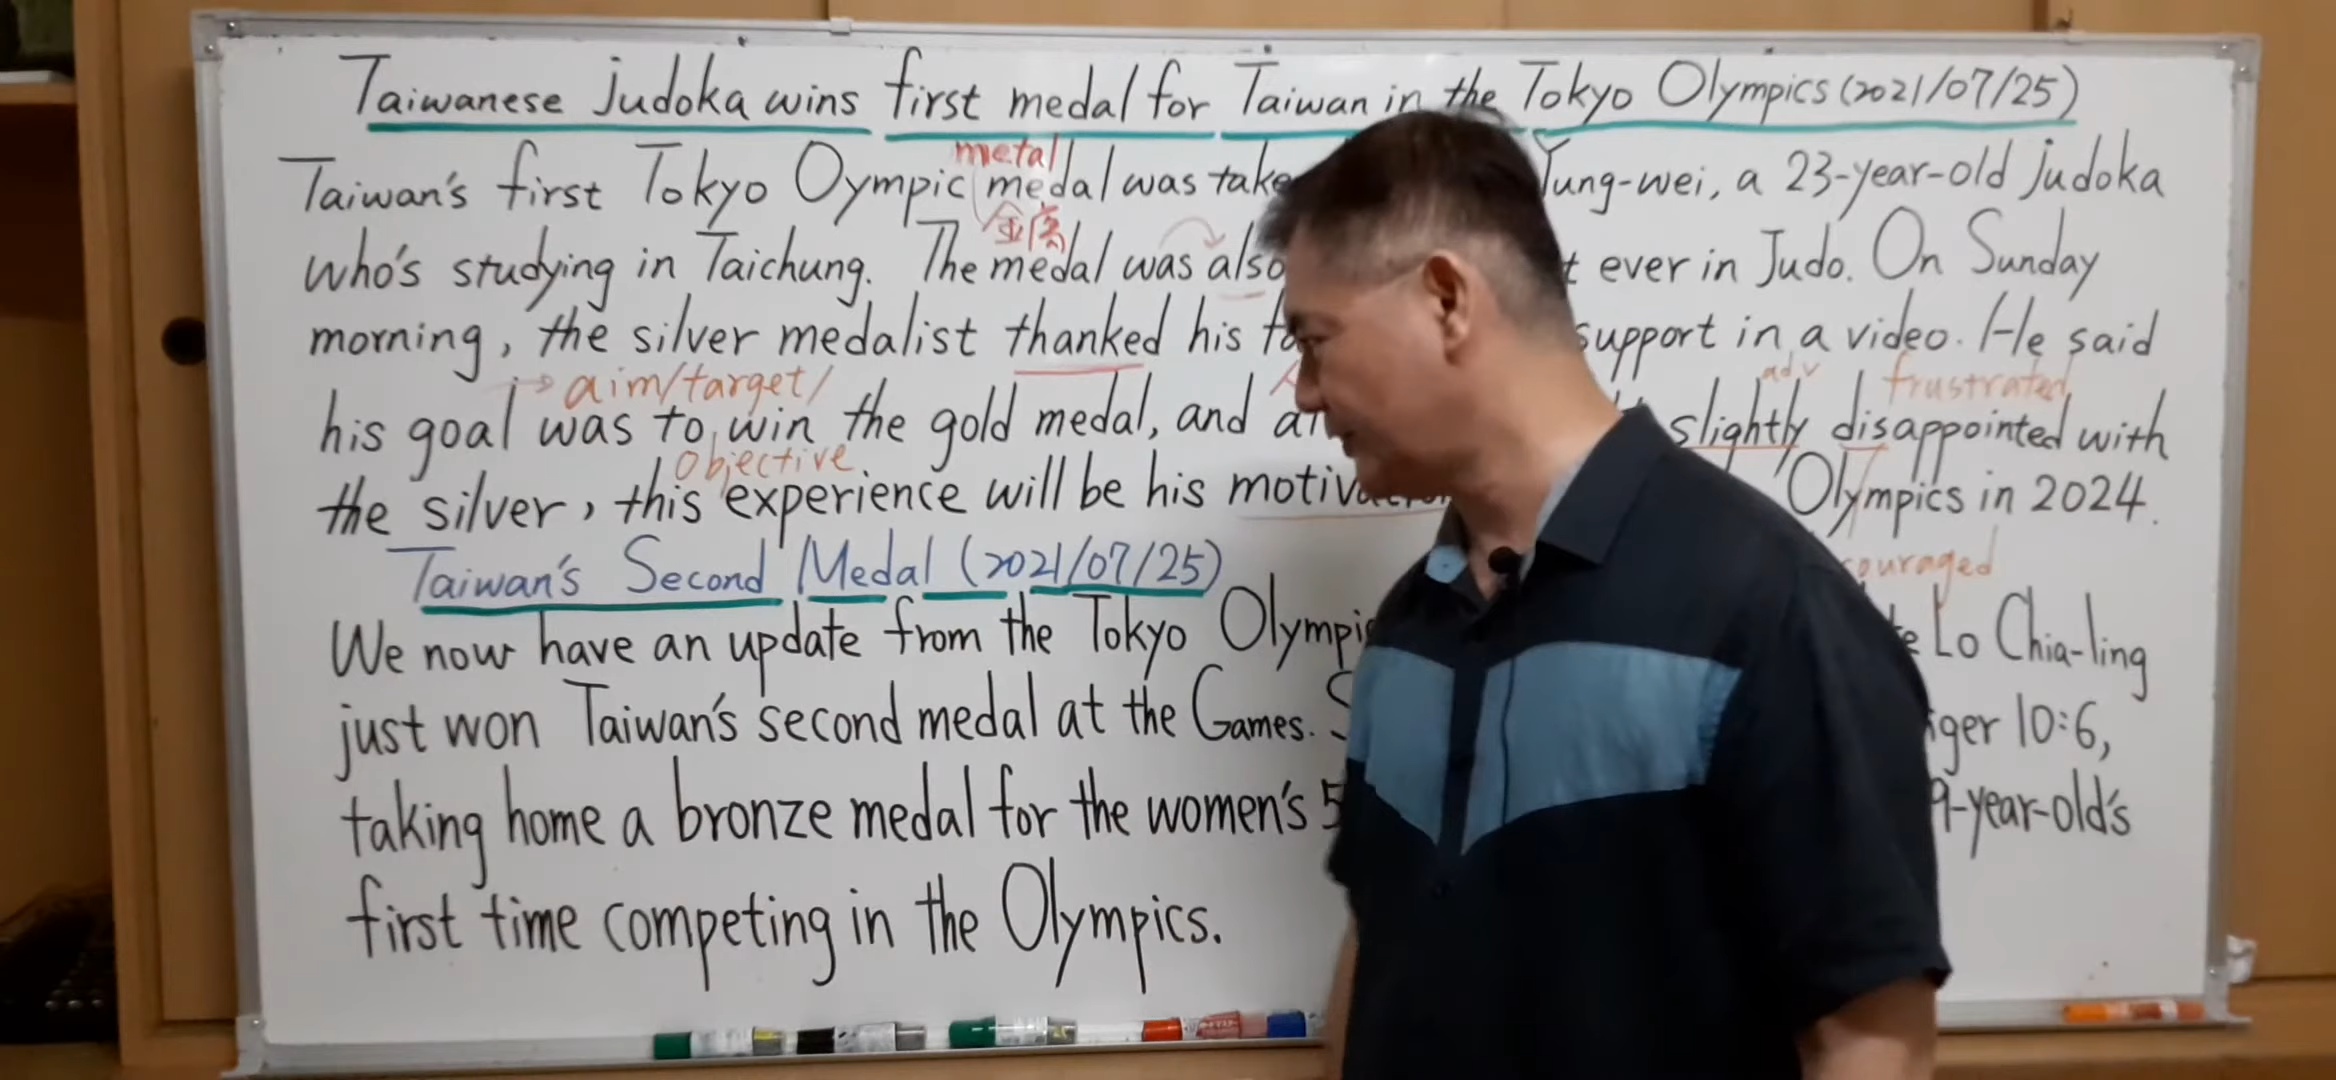 Taiwanese judoka wins first medal for Taiwan in the Tokyo Olympics (2021/07/25)
metal
Taiwan's first Tokyo Oympic medal was take Yung-wei, a 23-year-old judoka
金属
who's studying in Taichung. The medal was also ever in Judo. On Sunday
morning, the silver medalist thanked his support in a video. He said
→ aim/target/ adv frustrated
his goal was to win the gold medal, and slightly disappointed with
objective
the silver, this experience will be his Olympics in 2024.
Taiwan's Second Medal (2021/07/25)
couraged
We now have an update from the Tokyo Olympic Lo Chia-ling
just won Taiwan's second medal at the Games. 10:6,
taking home a bronze medal for the women's 5 9-year-old's
first time competing in the Olympics.